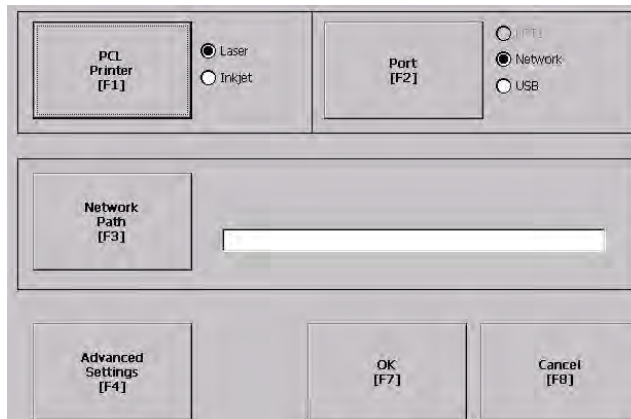 PCL
Printer
[F1]
Laser
Inkjet
Port
[F2]
Network
USB
Network
Path
[F3]
Advanced
Settings
[F4]
OK
[F7]
Cancel
[F8]